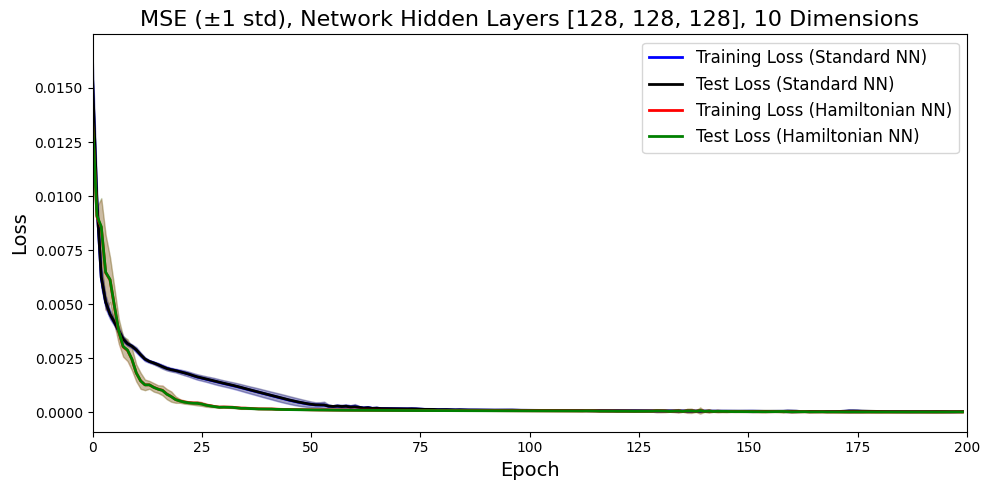 MSE (±1 std), Network Hidden Layers [128, 128, 128], 10 Dimensions
Training Loss (Standard NN)
Test Loss (Standard NN)
Training Loss (Hamiltonian NN)
Test Loss (Hamiltonian NN)
Loss
0.0150
0.0125
0.0100
0.0075
0.0050
0.0025
0.0000
0 25 50 75 100 125 150 175 200
Epoch